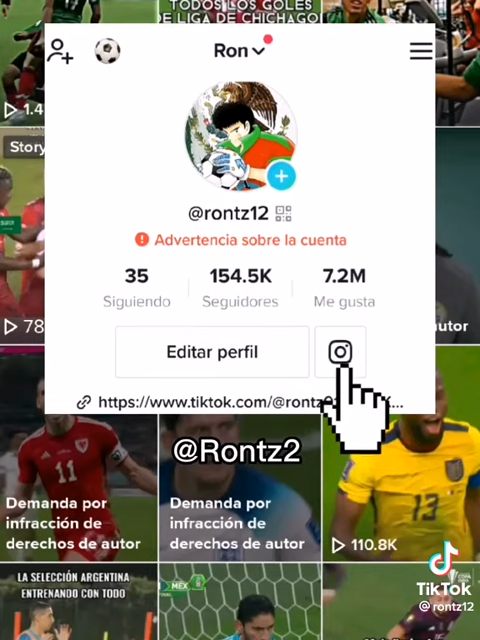 TODOS LOS GOLES
DE LIGA DE CHICHAGOL
Ron
1.4
Story
@rontz12
Advertencia sobre la cuenta
35
154.5K
7.2M
Siguiendo
Seguidores
Me gusta
78
utor
Editar perfil
https://www.tiktok.com/@rontz
@Rontz2
11
13
Demanda por
infracción de
derechos de autor
Demanda por
infracción de
derechos de autor
110.8K
LA SELECCIÓN ARGENTINA
ENTRENANDO CON TODO
MEX
COPA
TikTok
@rontz12